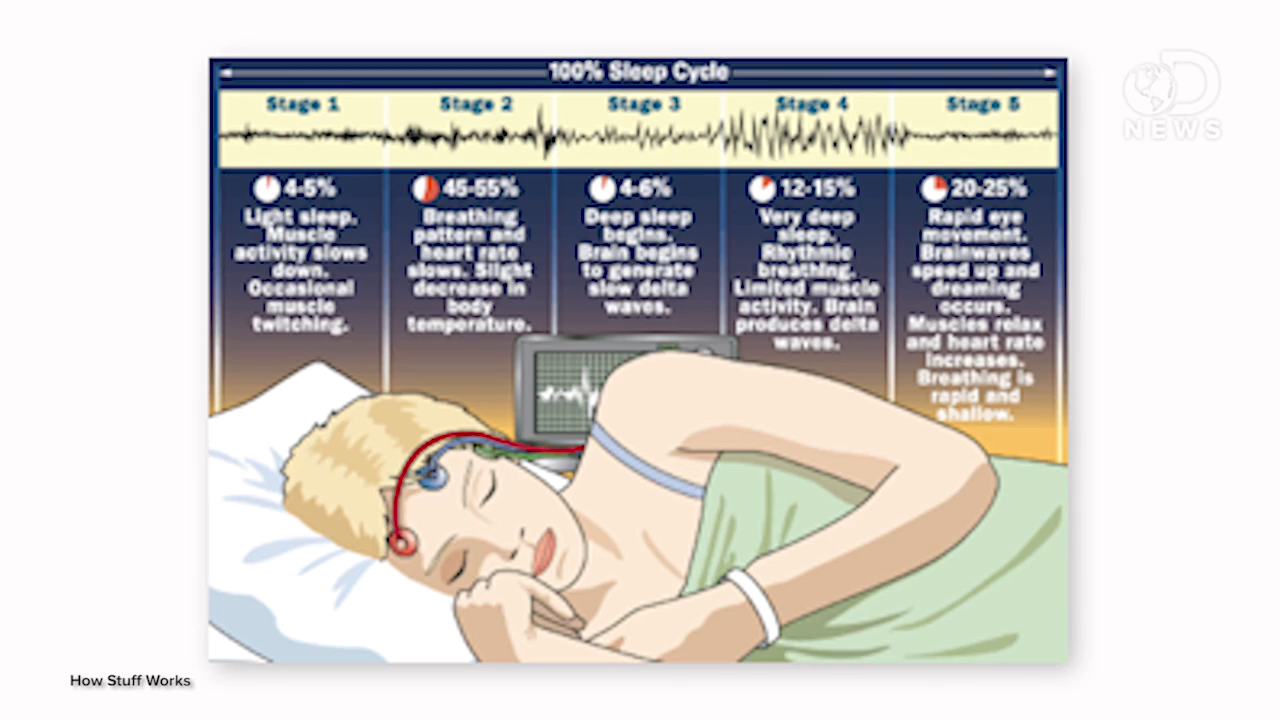 100% Sleep Cycle
Stage 1
Stage 2
Stage 3
Stage 4
Stage 5
4-5%
Light sleep.
Muscle
activity slows
down.
Occasional
muscle
twitching.
45-55%
Breathing
pattern and
heart rate
slows. Slight
decrease in
body
temperature.
4-6%
Deep sleep
begins.
Brain begins
to generate
slow delta
waves.
12-15%
Very deep
sleep.
Rhythmic
breathing.
Limited muscle
activity. Brain
produces delta
waves.
20-25%
Rapid eye
movement.
Brainwaves
speed up and
dreaming
occurs.
Muscles relax
and heart rate
increases.
Breathing is
rapid and
shallow.
D
NEWS
How Stuff Works